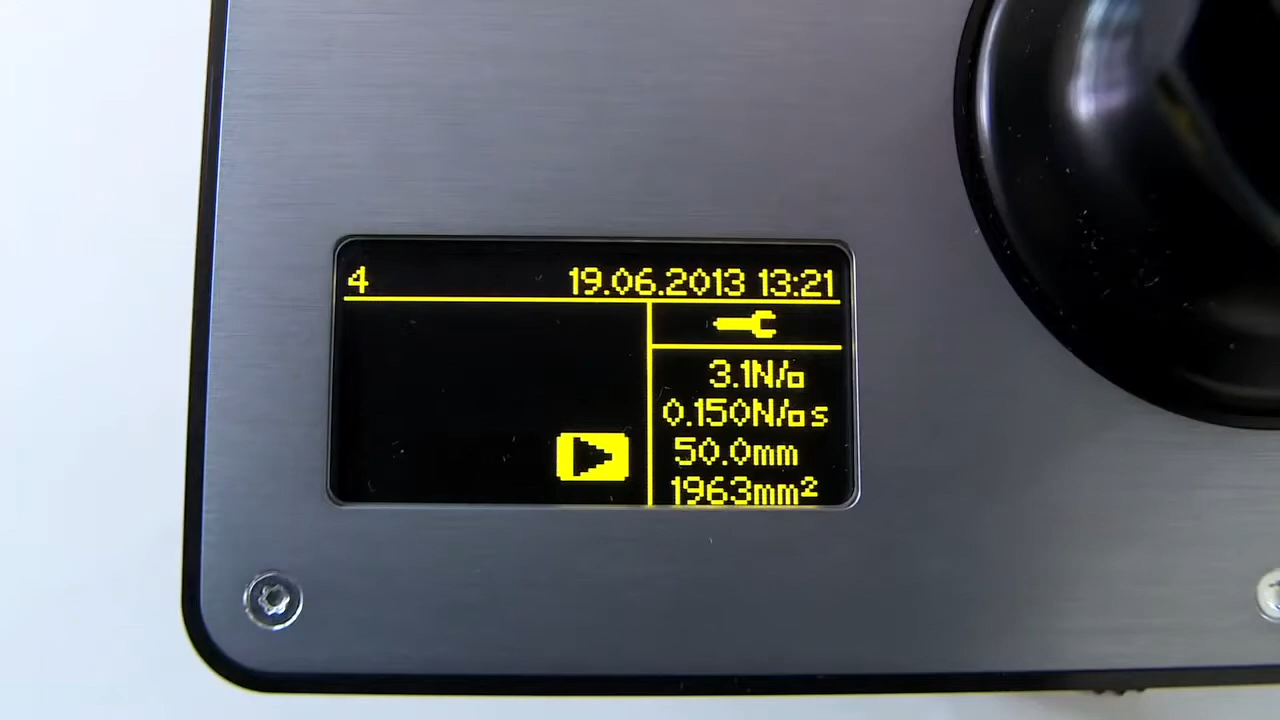 4 19.06.2013 13:21
3.1N/□
0.150N/□s
50.0mm
1963mm²